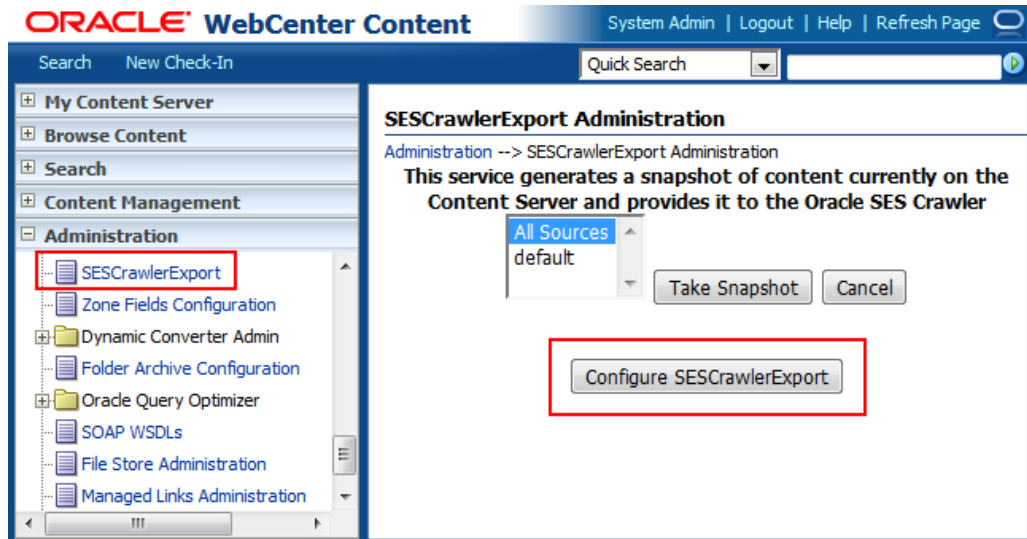 ORACLE WebCenter Content
System Admin | Logout | Help | Refresh Page
Search New Check-In
Quick Search
My Content Server
Browse Content
Search
Content Management
Administration
SESCrawlerExport
Zone Fields Configuration
Dynamic Converter Admin
Folder Archive Configuration
Oracle Query Optimizer
SOAP WSDLs
File Store Administration
Managed Links Administration
SESCrawlerExport Administration
Administration --> SESCrawlerExport Administration
This service generates a snapshot of content currently on the
Content Server and provides it to the Oracle SES Crawler
All Sources
default
Take Snapshot Cancel
Configure SESCrawlerExport